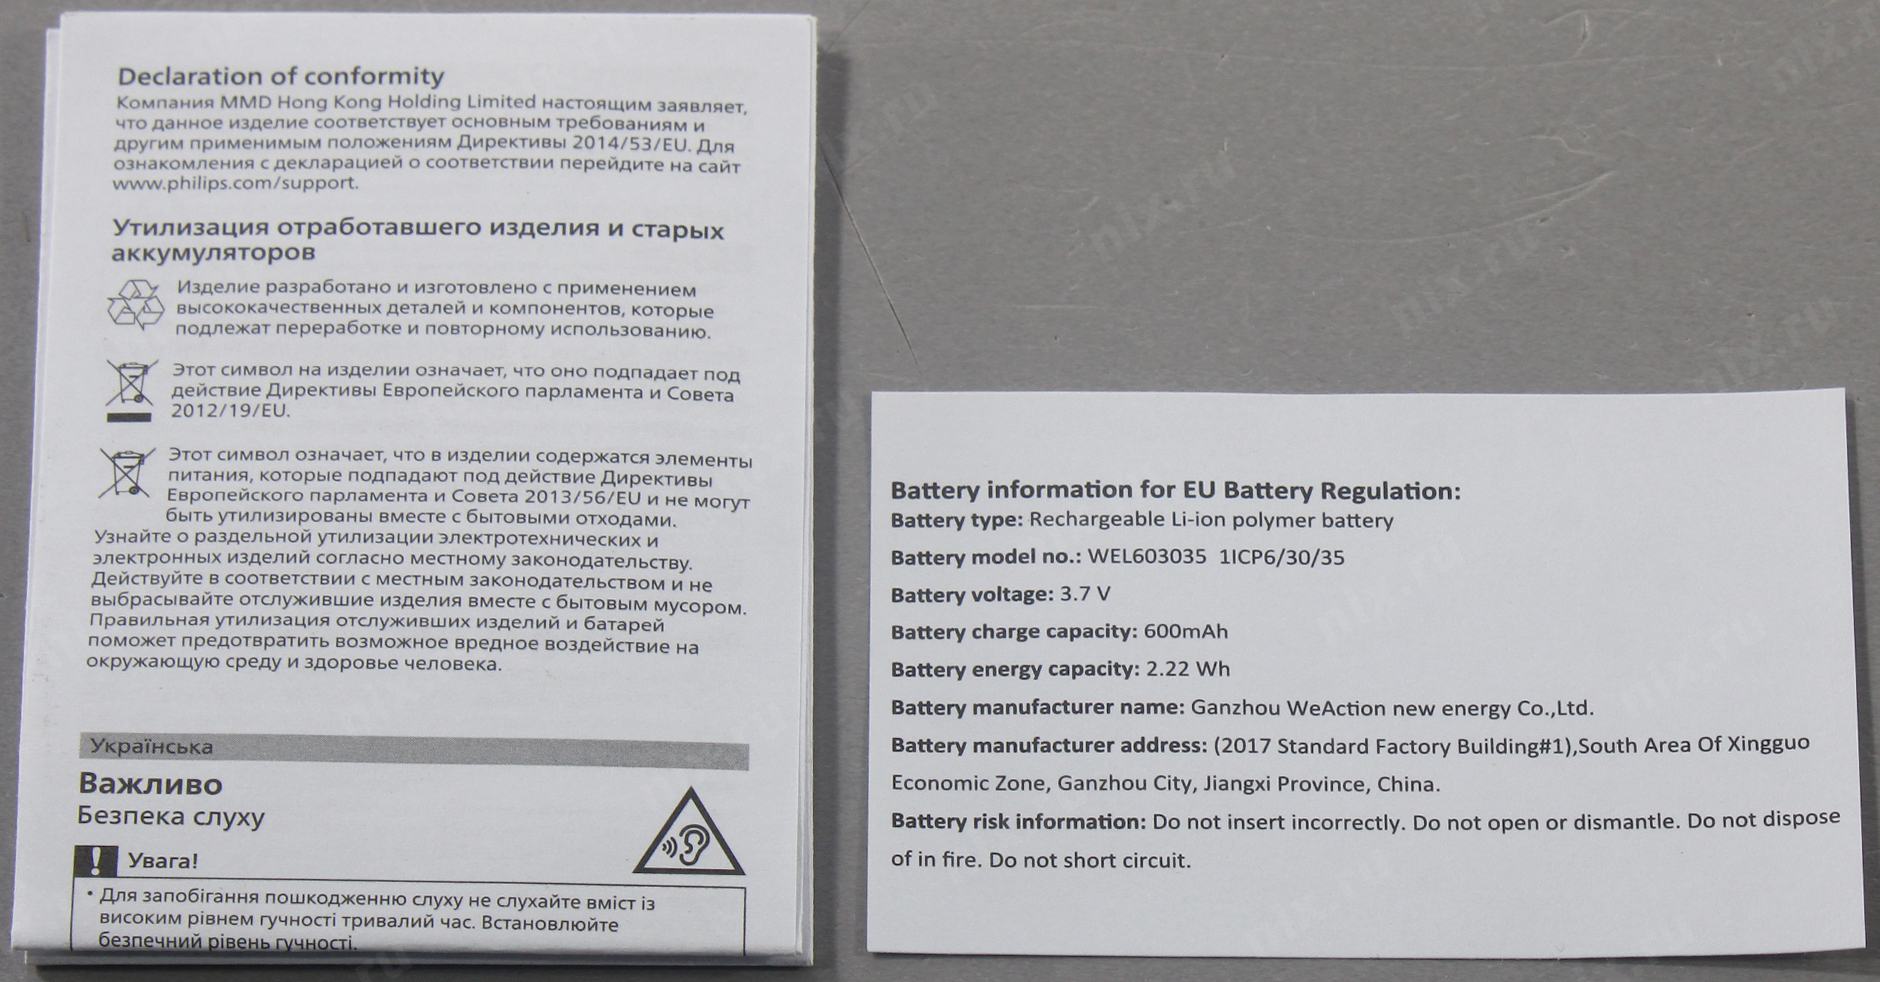 Declaration of conformity
Компания MMD Hong Kong Holding Limited настоящим заявляет,
что данное изделие соответствует основным требованиям и
другим применимым положениям Директивы 2014/53/EU. Для
ознакомления с декларацией о соответствии перейдите на сайт
www.philips.com/support.
Утилизация отработавшего изделия и старых
аккумуляторов
Изделие разработано и изготовлено с применением
высококачественных деталей и компонентов, которые
подлежат переработке и повторному использованию.
Этот символ на изделии означает, что оно подпадает под
действие Директивы Европейского парламента и Совета
2012/19/EU.
Этот символ означает, что в изделии содержатся элементы
питания, которые подпадают под действие Директивы
Европейского парламента и Совета 2013/56/EU и не могут
быть утилизированы вместе с бытовыми отходами.
Узнайте о раздельной утилизации электротехнических и
электронных изделий согласно местному законодательству.
Действуйте в соответствии с местным законодательством и не
выбрасывайте отслужившие изделия вместе с бытовым мусором.
Правильная утилизация отслуживших изделий и батарей
поможет предотвратить возможное вредное воздействие на
окружающую среду и здоровье человека.
Українська
Важливо
Безпека слуху
! Увага!
• Для запобігання пошкодженню слуху не слухайте вміст із
високим рівнем гучності тривалий час. Встановлюйте
безпечний рівень гучності.
Battery information for EU Battery Regulation:
Battery type: Rechargeable Li-ion polymer battery
Battery model no.: WEL603035 1ICP6/30/35
Battery voltage: 3.7 V
Battery charge capacity: 600mAh
Battery energy capacity: 2.22 Wh
Battery manufacturer name: Ganzhou WeAction new energy Co.,Ltd.
Battery manufacturer address: (2017 Standard Factory Building#1),South Area Of Xingguo
Economic Zone, Ganzhou City, Jiangxi Province, China.
Battery risk information: Do not insert incorrectly. Do not open or dismantle. Do not dispose
of in fire. Do not short circuit.
nix.ru